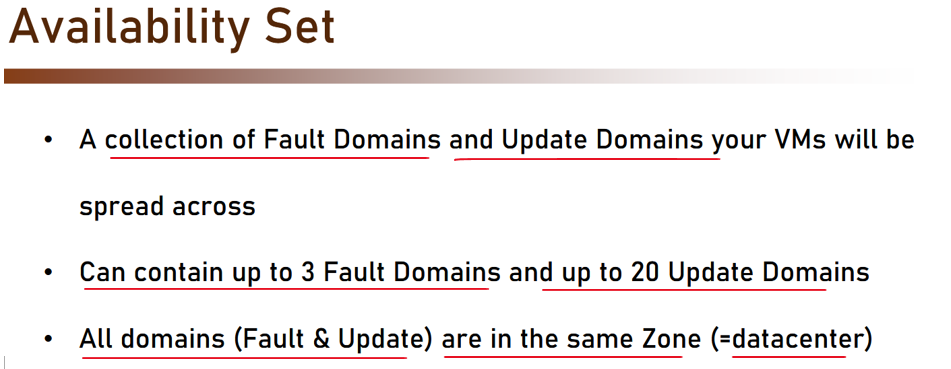 Availability Set
• A collection of Fault Domains and Update Domains your VMs will be
spread across
• Can contain up to 3 Fault Domains and up to 20 Update Domains
• All domains (Fault & Update) are in the same Zone (=datacenter)